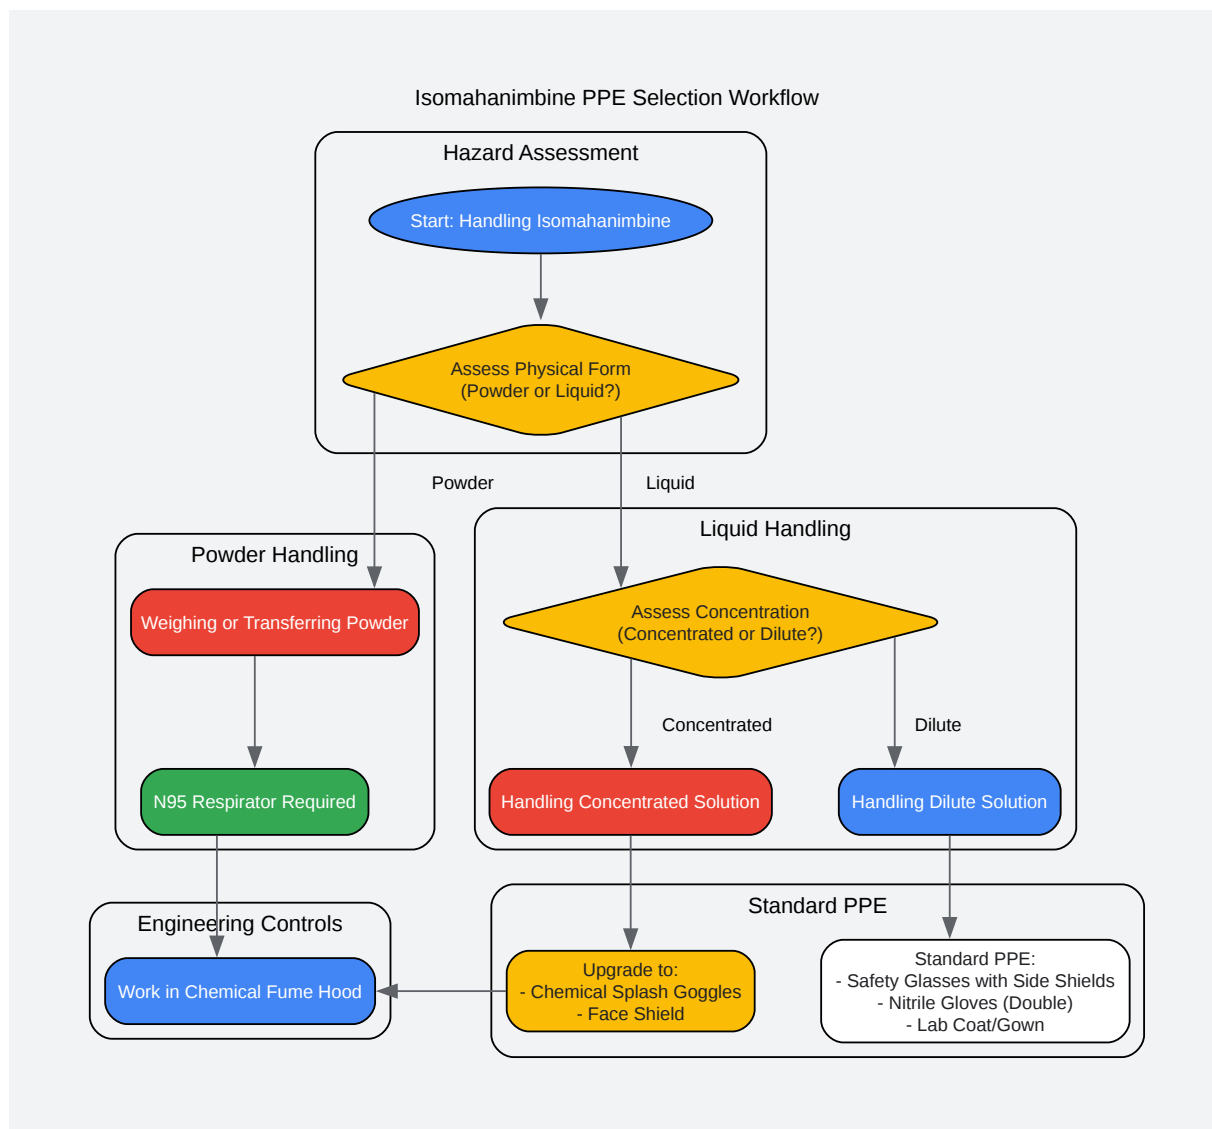 Isomahanimbine PPE Selection Workflow
Hazard Assessment
Start: Handling Isomahanimbine
Assess Physical Form
(Powder or Liquid?)
Powder
Liquid
Powder Handling
Weighing or Transferring Powder
N95 Respirator Required
Liquid Handling
Assess Concentration
(Concentrated or Dilute?)
Concentrated
Dilute
Handling Concentrated Solution
Handling Dilute Solution
Engineering Controls
Work in Chemical Fume Hood
Standard PPE
Upgrade to:
- Chemical Splash Goggles
- Face Shield
Standard PPE:
- Safety Glasses with Side Shields
- Nitrile Gloves (Double)
- Lab Coat/Gown